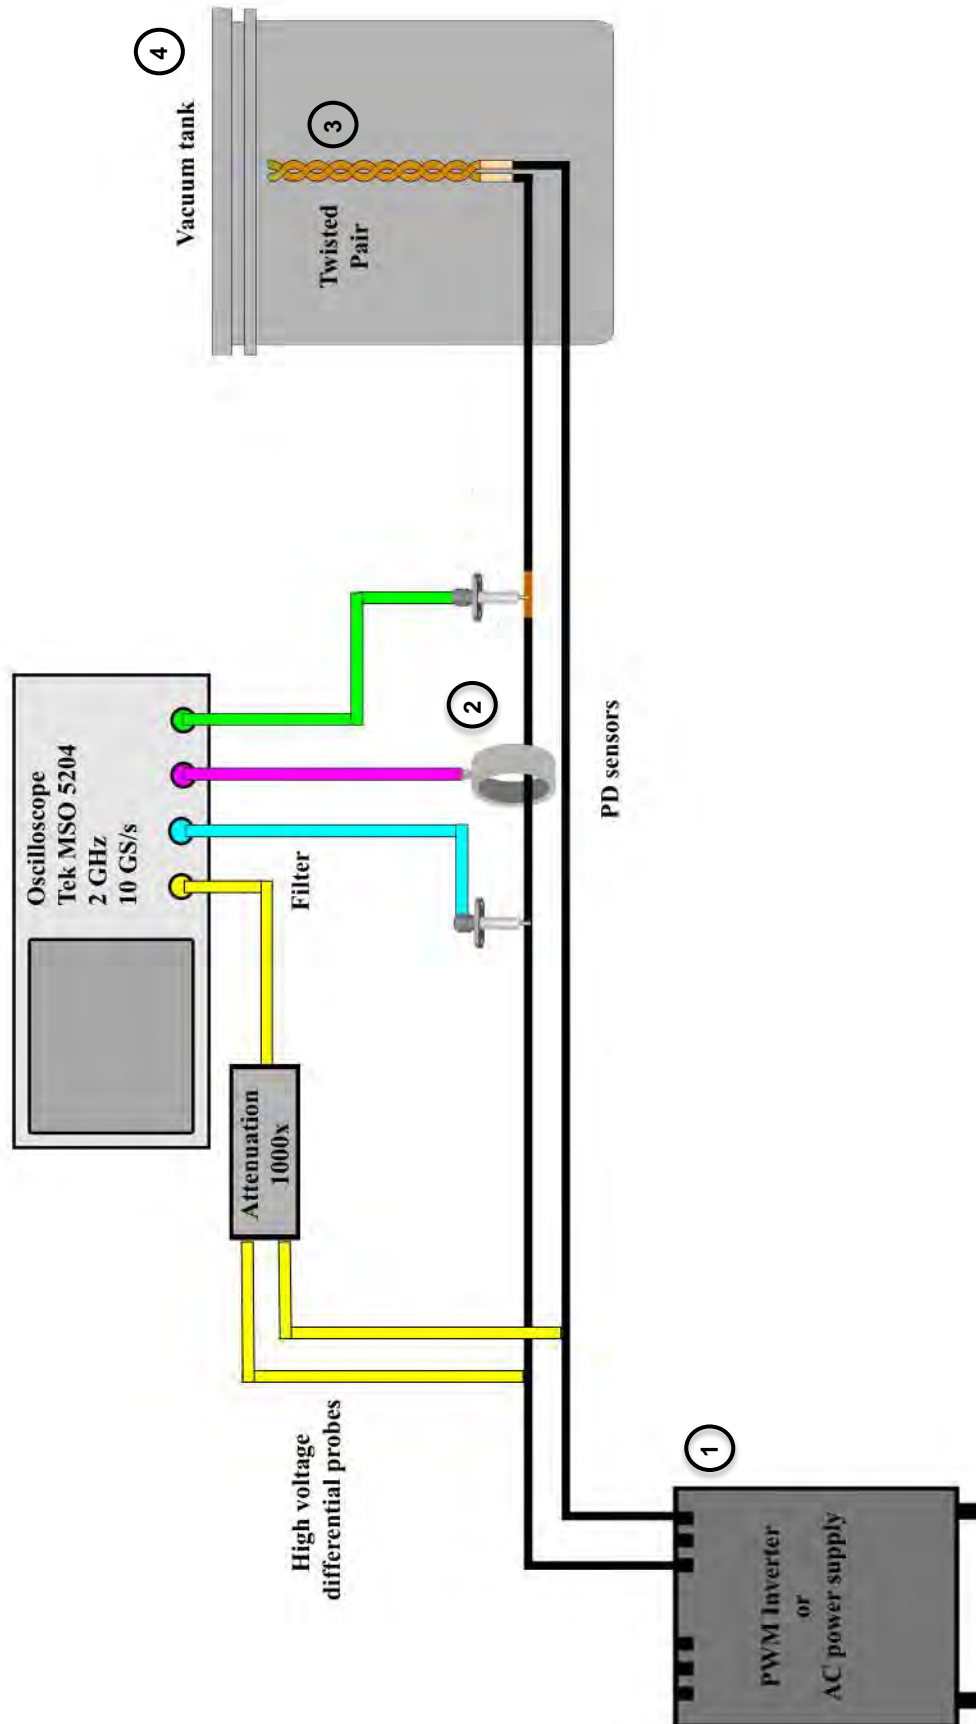 Oscilloscope
Tek MSO 5204
2 GHz
10 GS/s
Attenuation
1000x
Filter
High voltage
differential probes
1
PWM Inverter
or
AC power supply
2
PD sensors
Vacuum tank
4
3
Twisted
Pair